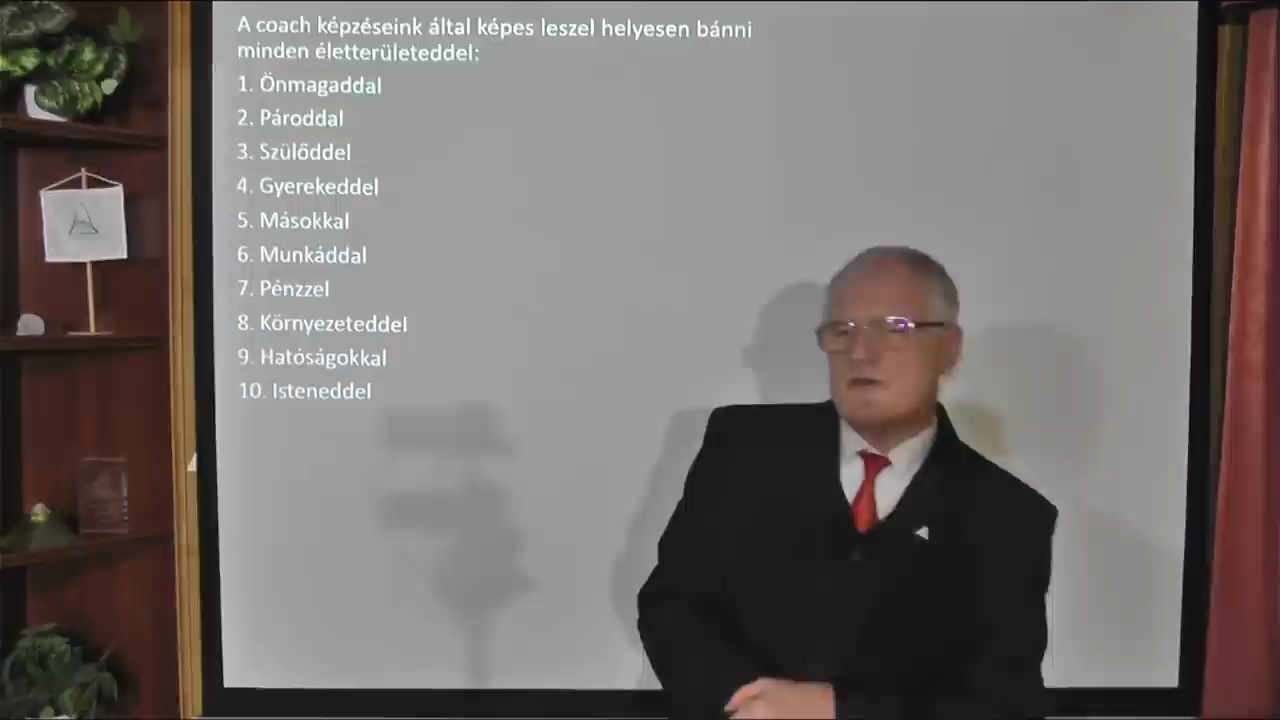 A coach képzéseink által képes leszel helyesen bánni
minden életterületeddel:
1. Önmagaddal
2. Pároddal
3. Szülőddel
4. Gyerekeddel
5. Másokkal
6. Munkáddal
7. Pénzzel
8. Környezeteddel
9. Hatóságokkal
10. Isteneddel